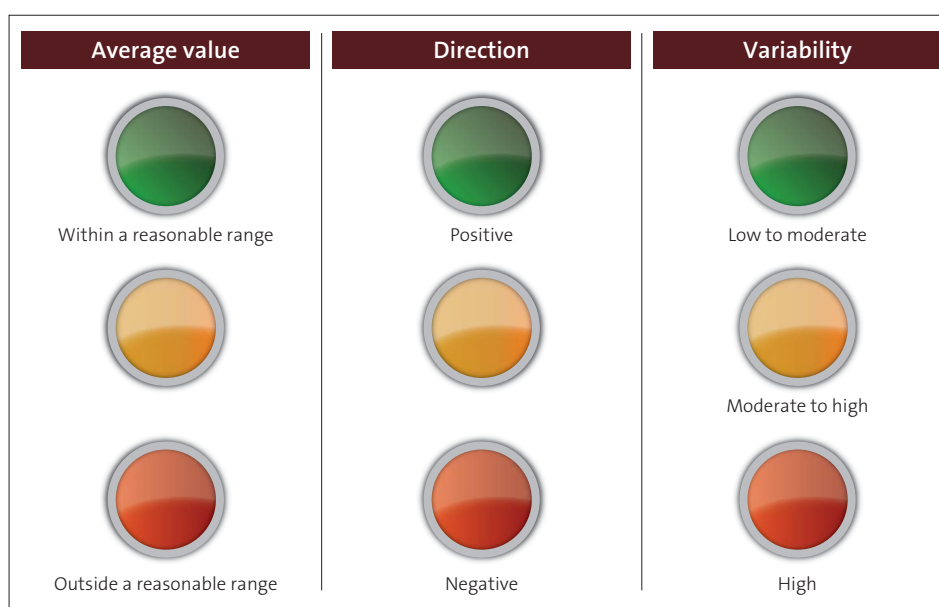 Average value
Direction
Variability
Within a reasonable range
Positive
Low to moderate
Moderate to high
Outside a reasonable range
Negative
High